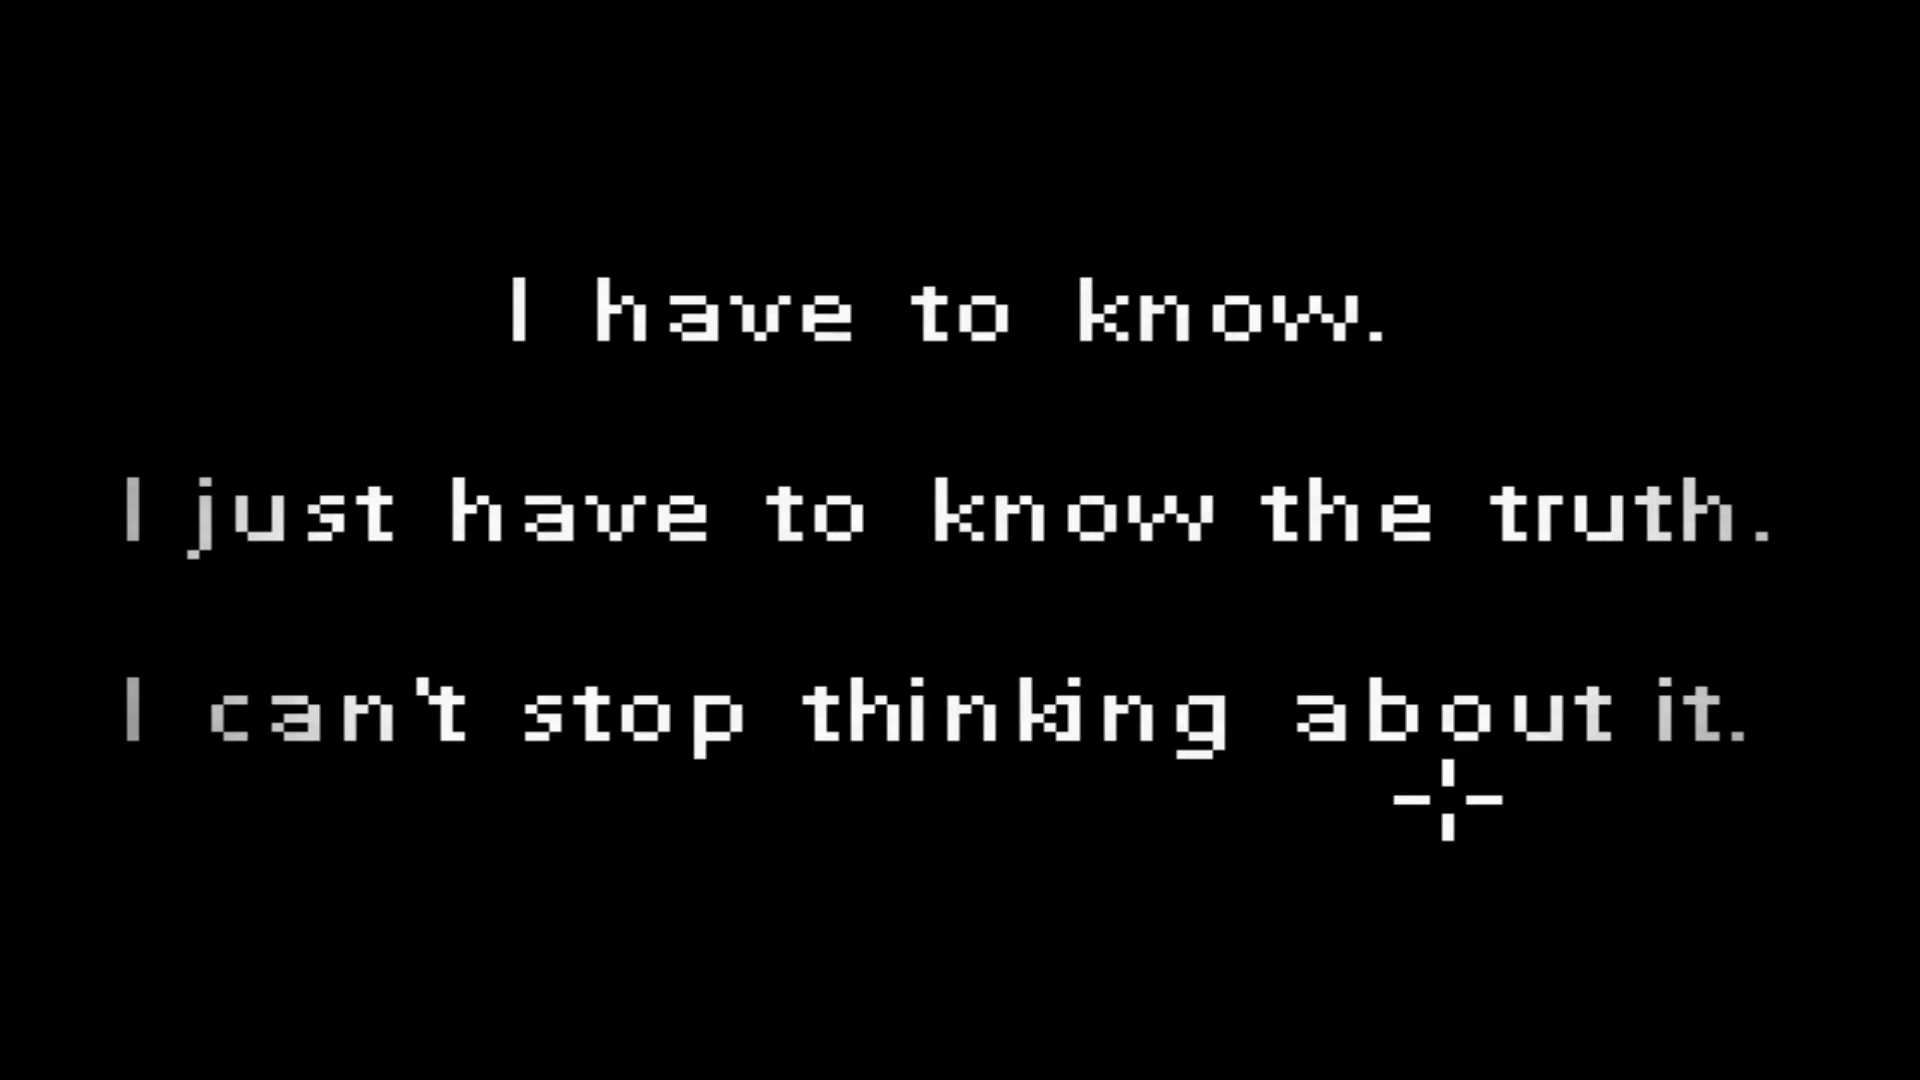 I have to know.
I just have to know the truth.
I can't stop thinking about it.